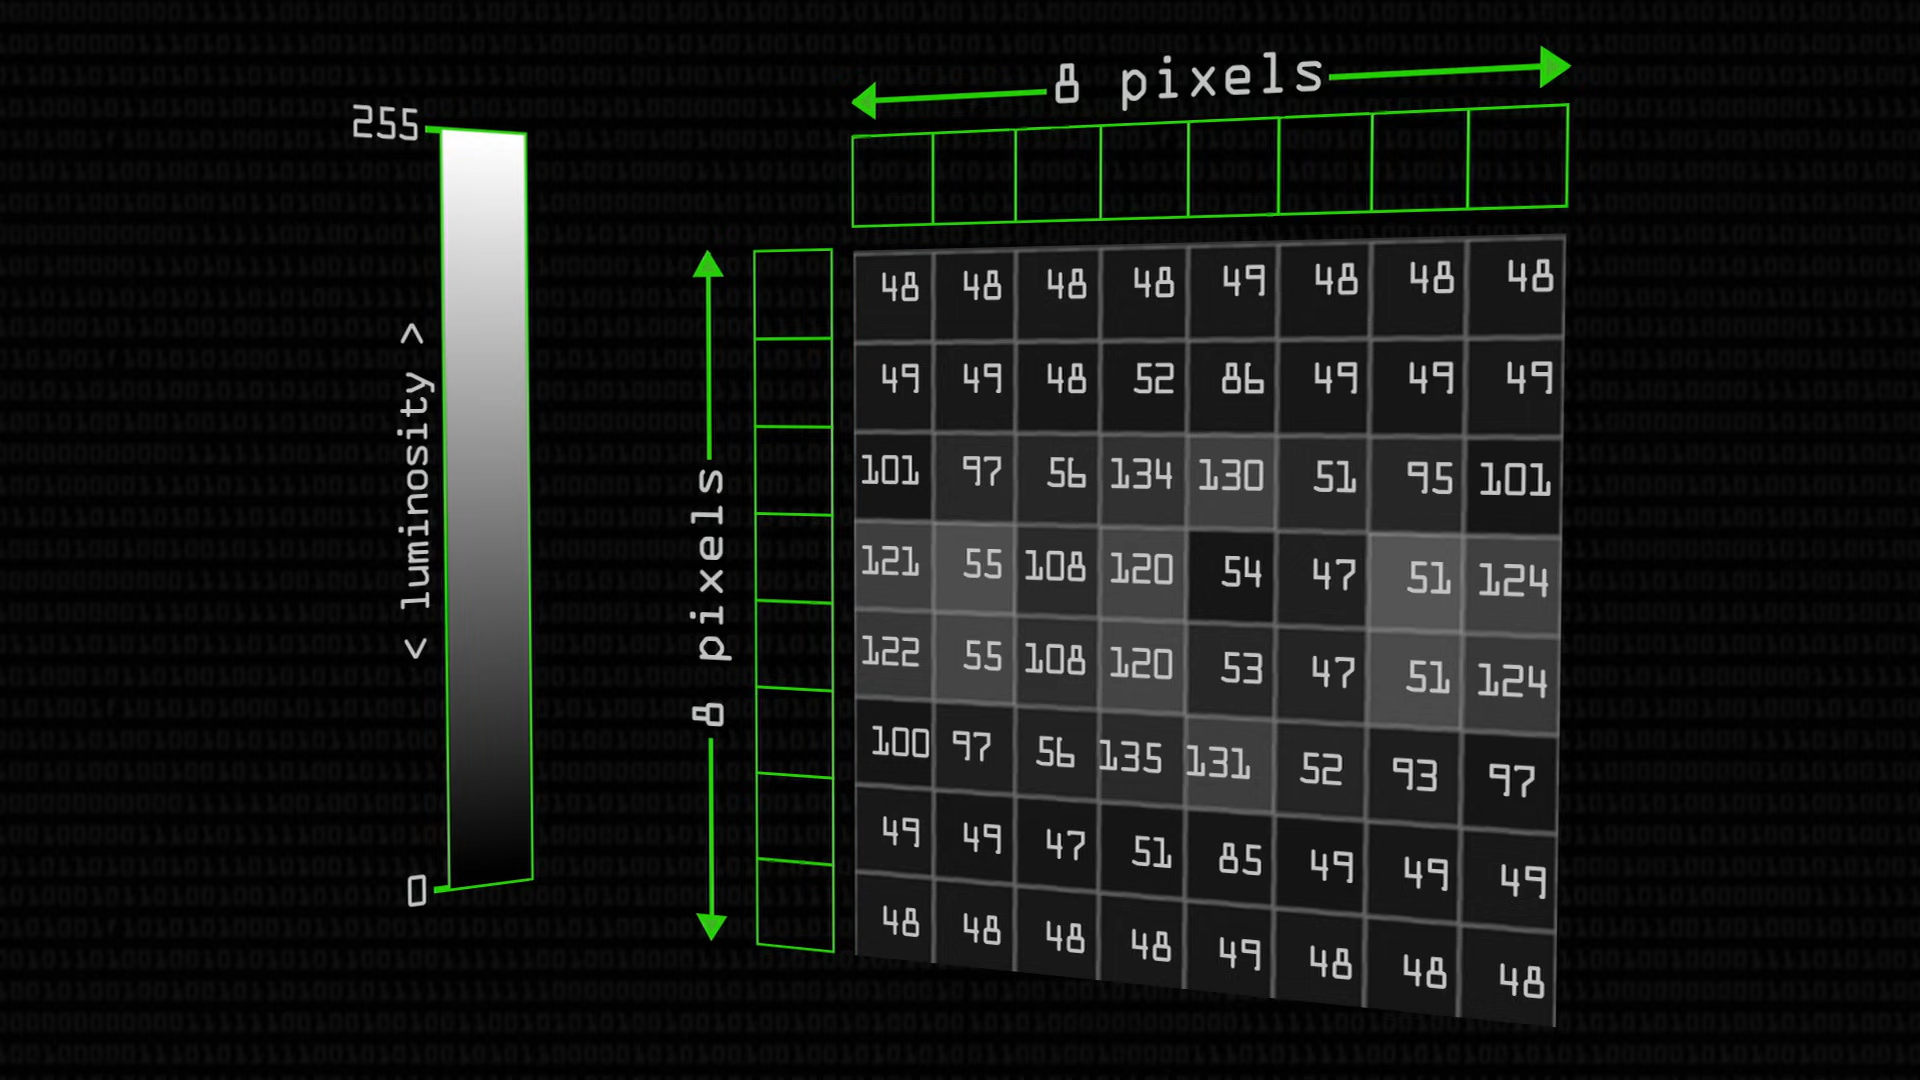 8 pixels
255
< luminosity >
0
8 pixels
48 48 48 48 49 48 48 48
49 49 48 52 86 49 49 49
101 97 56 134 130 51 95 101
121 55 108 120 54 47 51 124
122 55 108 120 53 47 51 124
100 97 56 135 131 52 93 97
49 49 47 51 85 49 49 49
48 48 48 48 49 48 48 48